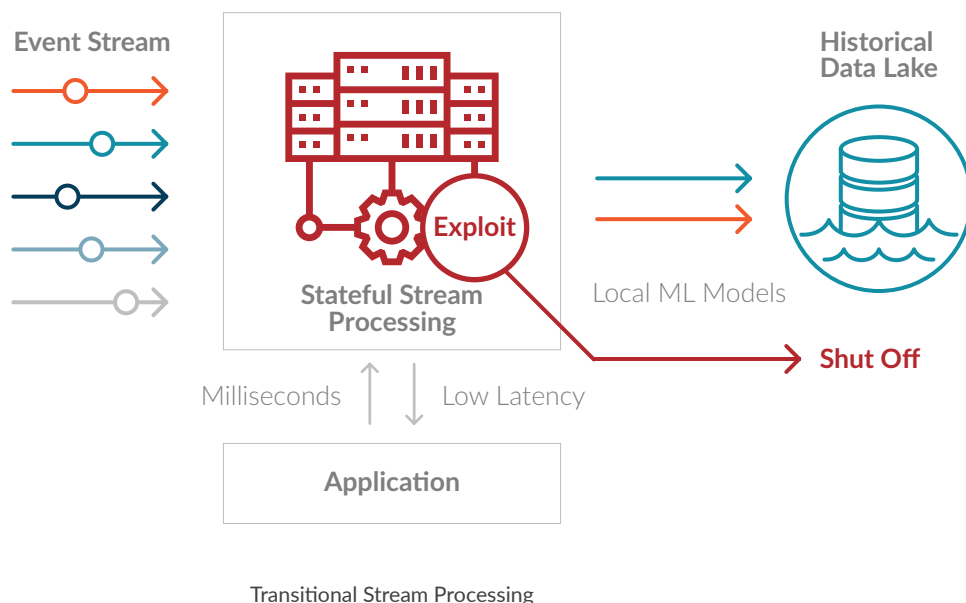 Event Stream
Historical
Data Lake
Exploit
Stateful Stream
Processing
Local ML Models
Shut Off
Milliseconds
Low Latency
Application
Transitional Stream Processing